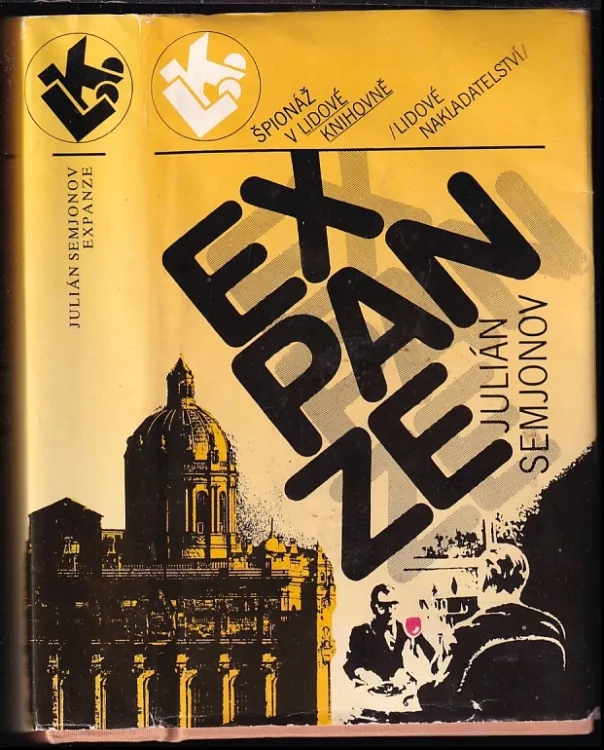 JULIÁN SEMJONOV
EXPANZE
ŠPIONÁŽ
V LIDOVÉ
KNIHOVNĚ
/LIDOVÉ
NAKLADATELSTVÍ/
EX
PAN
ZE
JULIÁN
SEMJONOV